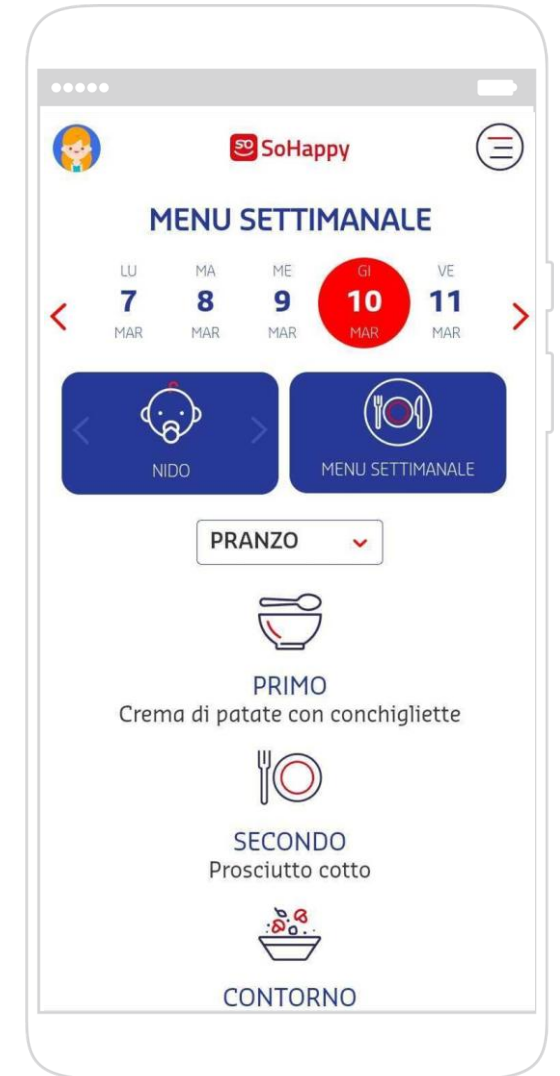 so SoHappy
MENU SETTIMANALE
LU MA ME GI VE
7 8 9 10 11
MAR MAR MAR MAR MAR
NIDO MENU SETTIMANALE
PRANZO
PRIMO
Crema di patate con conchigliette
SECONDO
Prosciutto cotto
CONTORNO